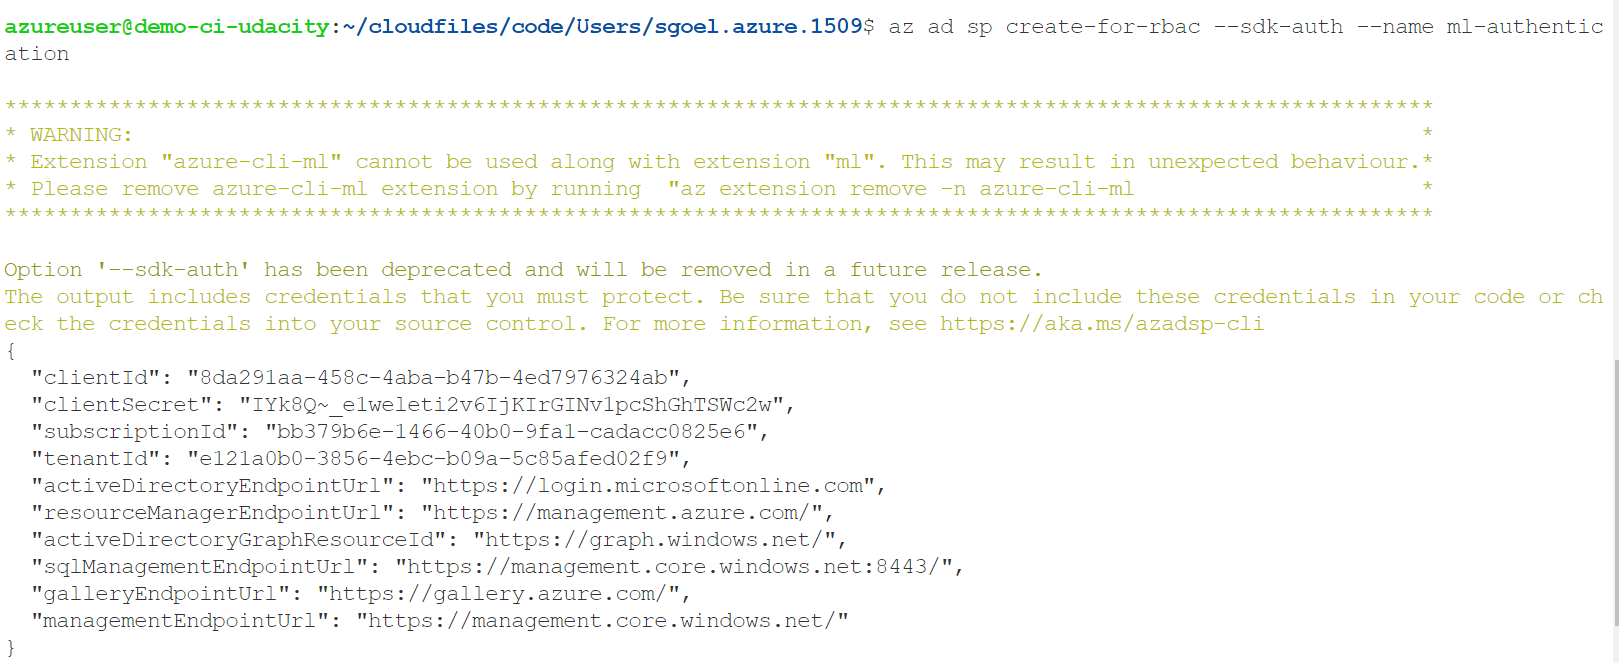 azureuser@demo-ci-udacity:~/cloudfiles/code/Users/sgoel.azure.1509$ az ad sp create-for-rbac --sdk-auth --name ml-authentic
ation
**************************************************************************************************************
* WARNING: *
* Extension "azure-cli-ml" cannot be used along with extension "ml". This may result in unexpected behaviour.*
* Please remove azure-cli-ml extension by running  "az extension remove -n azure-cli-ml *
**************************************************************************************************************
Option '--sdk-auth' has been deprecated and will be removed in a future release.
The output includes credentials that you must protect. Be sure that you do not include these credentials in your code or ch
eck the credentials into your source control. For more information, see https://aka.ms/azadsp-cli
{
"clientId": "8da291aa-458c-4aba-b47b-4ed7976324ab",
"clientSecret": "IYk8Q~_e1weleti2v6IjKIrGINv1pcShGhTSWc2w",
"subscriptionId": "bb379b6e-1466-40b0-9fa1-cadacc0825e6",
"tenantId": "e121a0b0-3856-4ebc-b09a-5c85afed02f9",
"activeDirectoryEndpointUrl": "https://login.microsoftonline.com",
"resourceManagerEndpointUrl": "https://management.azure.com/",
"activeDirectoryGraphResourceId": "https://graph.windows.net/",
"sqlManagementEndpointUrl": "https://management.core.windows.net:8443/",
"galleryEndpointUrl": "https://gallery.azure.com/",
"managementEndpointUrl": "https://management.core.windows.net/"
}